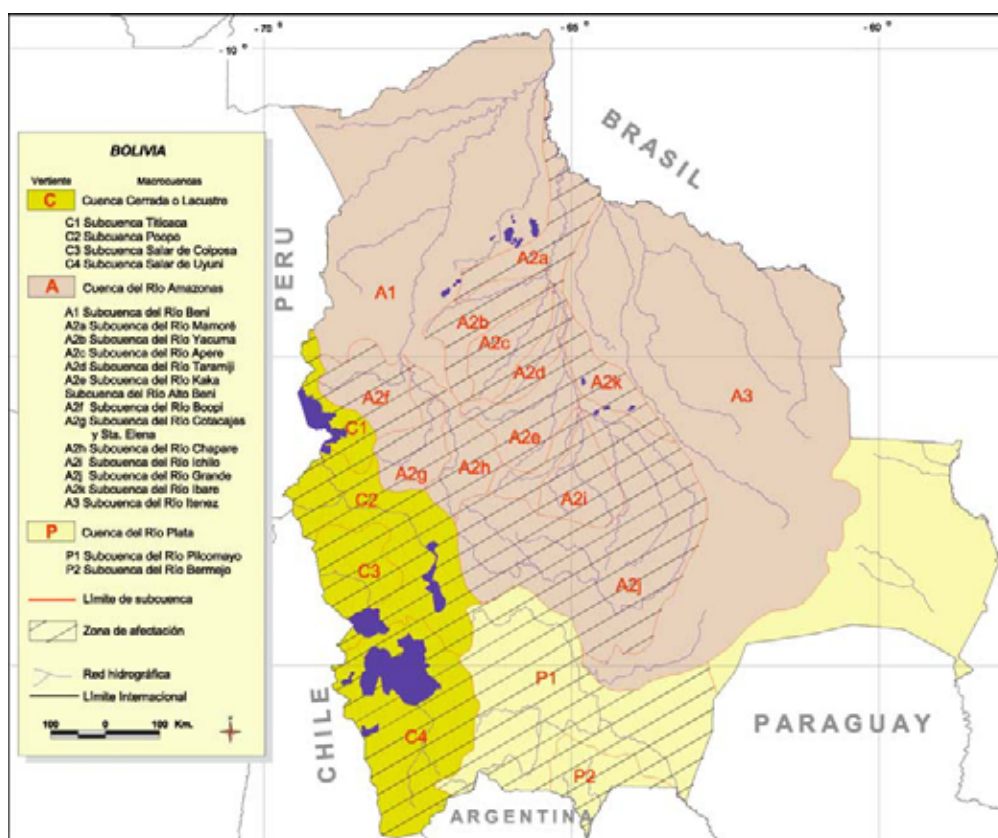 - 70 °
- 65 °
- 60 °
- 10 °
BRASIL
PERU
CHILE
PARAGUAY
ARGENTINA
BOLIVIA
Vertiente Macrocuencas
C Cuenca Cerrada o Lacustre
C1 Subcuenca Titicaca
C2 Subcuenca Poopo
C3 Subcuenca Salar de Coiposa
C4 Subcuenca Salar de Uyuni
A Cuenca del Río Amazonas
A1 Subcuenca del Río Beni
A2a Subcuenca del Río Mamoré
A2b Subcuenca del Río Yacuma
A2c Subcuenca del Río Apere
A2d Subcuenca del Río Taramiji
A2e Subcuenca del Río Kaka
Subcuenca del Río Alto Beni
A2f Subcuenca del Río Boopi
A2g Subcuenca del Río Cotacajes
y Sta. Elena
A2h Subcuenca del Río Chapare
A2i Subcuenca del Río Ichilo
A2j Subcuenca del Río Grande
A2k Subcuenca del Río Ibare
A3 Subcuenca del Río Itenez
P Cuenca del Río Plata
P1 Subcuenca del Río Pilcomayo
P2 Subcuenca del Río Bermejo
Límite de subcuenca
Zona de afectación
Red hidrográfica
Límite Internacional
100 0 100 Km.
A2a
A1
A2b
A2c
A2d
A2k
A3
A2f
C1
A2e
A2h
A2g
A2i
C2
C3
A2j
P1
C4
P2